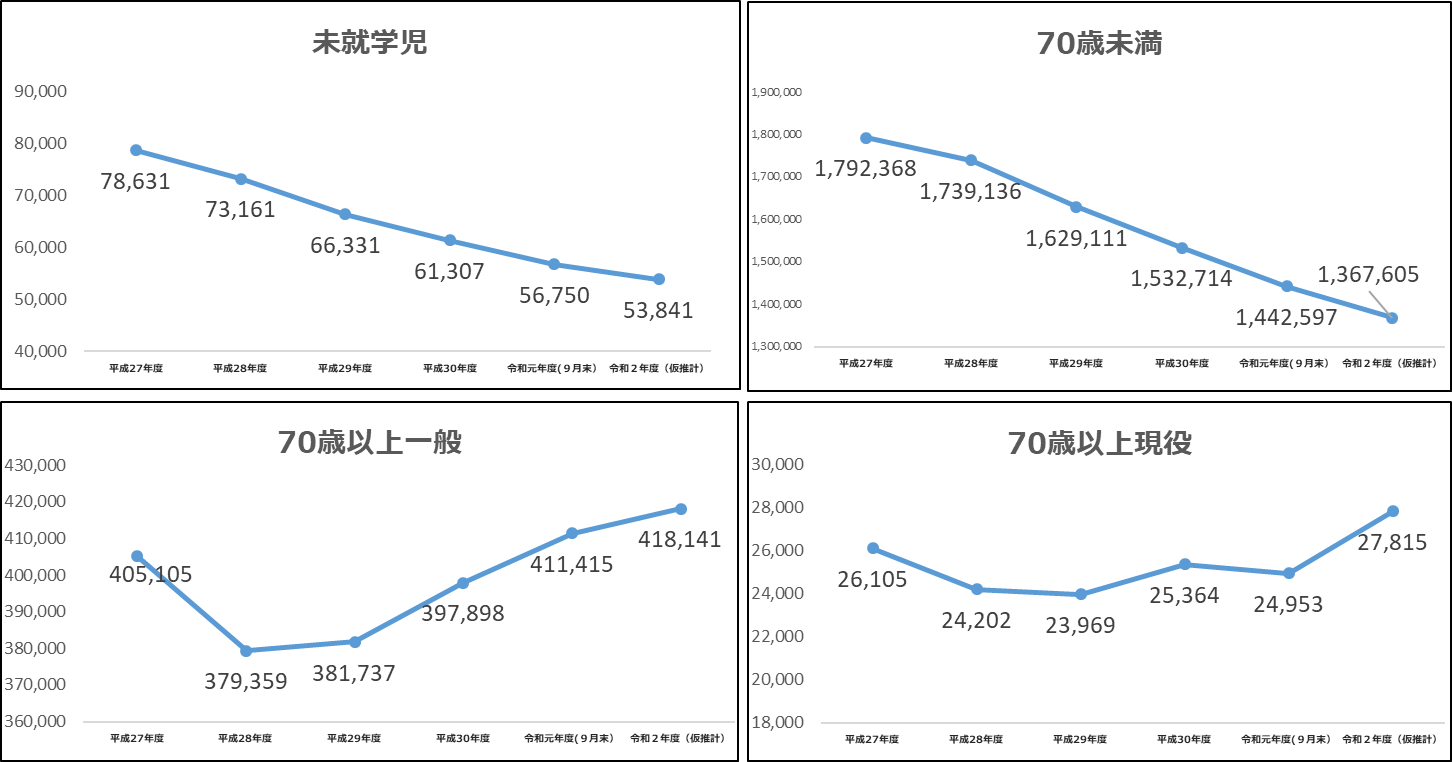 未就学児
90,000
80,000
70,000
60,000
50,000
40,000
78,631
73,161
66,331
61,307
56,750
53,841
平成27年度
平成28年度
平成29年度
平成30年度
令和元年度(９月末)
令和２年度（仮推計）
70歳未満
1,900,000
1,800,000
1,700,000
1,600,000
1,500,000
1,400,000
1,300,000
1,792,368
1,739,136
1,629,111
1,532,714
1,442,597
1,367,605
平成27年度
平成28年度
平成29年度
平成30年度
令和元年度(９月末)
令和２年度（仮推計）
70歳以上一般
430,000
420,000
410,000
400,000
390,000
380,000
370,000
360,000
405,105
379,359
381,737
397,898
411,415
418,141
平成27年度
平成28年度
平成29年度
平成30年度
令和元年度(９月末)
令和２年度（仮推計）
70歳以上現役
30,000
28,000
26,000
24,000
22,000
20,000
18,000
26,105
24,202
23,969
25,364
24,953
27,815
平成27年度
平成28年度
平成29年度
平成30年度
令和元年度(９月末)
令和２年度（仮推計）